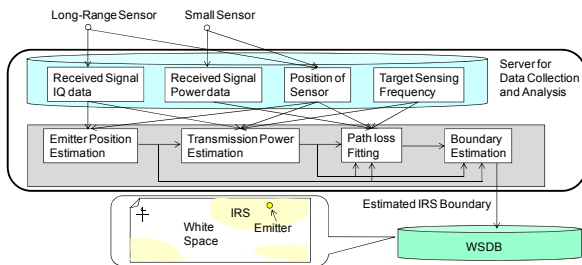 Long-Range Sensor
Small Sensor
Received Signal
IQ data
Received Signal
Power data
Position of
Sensor
Target Sensing
Frequency
Server for
Data Collection
and Analysis
Emitter Position
Estimation
Transmission Power
Estimation
Path loss
Fitting
Boundary
Estimation
Estimated IRS Boundary
IRS
Emitter
White
Space
WSDB